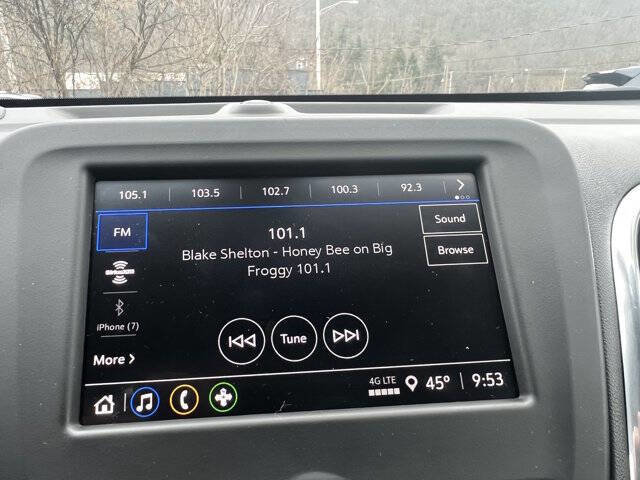 105.1 103.5 102.7 100.3 92.3
FM
101.1
Sound
Blake Shelton - Honey Bee on Big
Froggy 101.1
Browse
SiriusXM
iPhone (7)
Tune
More
4G LTE
45° 9:53